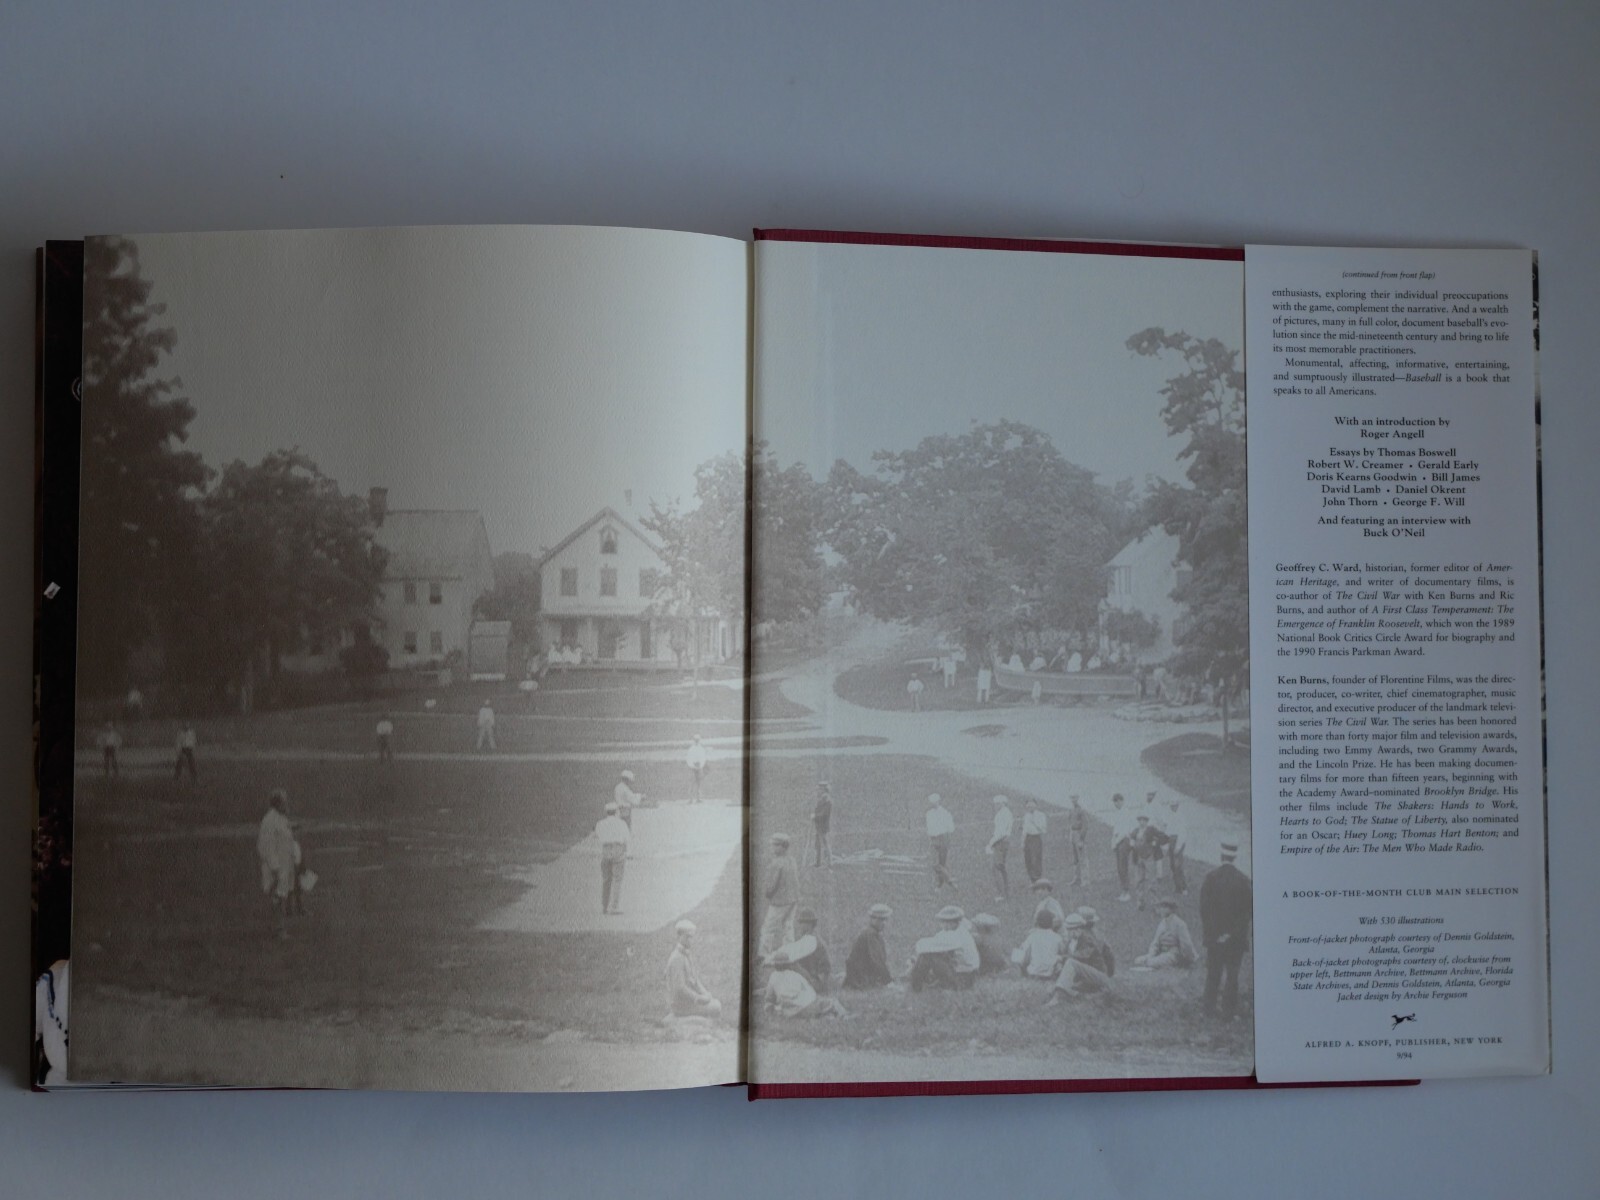 (continued from front flap)
enthusiasts, exploring their individual preoccupations
with the game, complement the narrative. And a wealth
of pictures, many in full color, document baseball's evo-
lution since the mid-nineteenth century and bring to life
its most memorable practitioners.
Monumental, affecting, informative, entertaining,
and sumptuously illustrated—Baseball is a book that
speaks to all Americans.
With an introduction by
Roger Angell
Essays by Thomas Boswell
Robert W. Creamer • Gerald Early
Doris Kearns Goodwin • Bill James
David Lamb • Daniel Okrent
John Thorn • George F. Will
And featuring an interview with
Buck O'Neil
Geoffrey C. Ward, historian, former editor of Amer-
ican Heritage, and writer of documentary films, is
co-author of The Civil War with Ken Burns and Ric
Burns, and author of A First Class Temperament: The
Emergence of Franklin Roosevelt, which won the 1989
National Book Critics Circle Award for biography and
the 1990 Francis Parkman Award.
Ken Burns, founder of Florentine Films, was the direc-
tor, producer, co-writer, chief cinematographer, music
director, and executive producer of the landmark televi-
sion series The Civil War. The series has been honored
with more than forty major film and television awards,
including two Emmy Awards, two Grammy Awards,
and the Lincoln Prize. He has been making documen-
tary films for more than fifteen years, beginning with
the Academy Award–nominated Brooklyn Bridge. His
other films include The Shakers: Hands to Work,
Hearts to God; The Statue of Liberty, also nominated
for an Oscar; Huey Long; Thomas Hart Benton; and
Empire of the Air: The Men Who Made Radio.
A BOOK-OF-THE-MONTH CLUB MAIN SELECTION
With 530 illustrations
Front-of-jacket photograph courtesy of Dennis Goldstein,
Atlanta, Georgia
Back-of-jacket photographs courtesy of, clockwise from
upper left, Bettmann Archive, Bettmann Archive, Florida
State Archives, and Dennis Goldstein, Atlanta, Georgia
Jacket design by Archie Ferguson
ALFRED A. KNOPF, PUBLISHER, NEW YORK
9/94